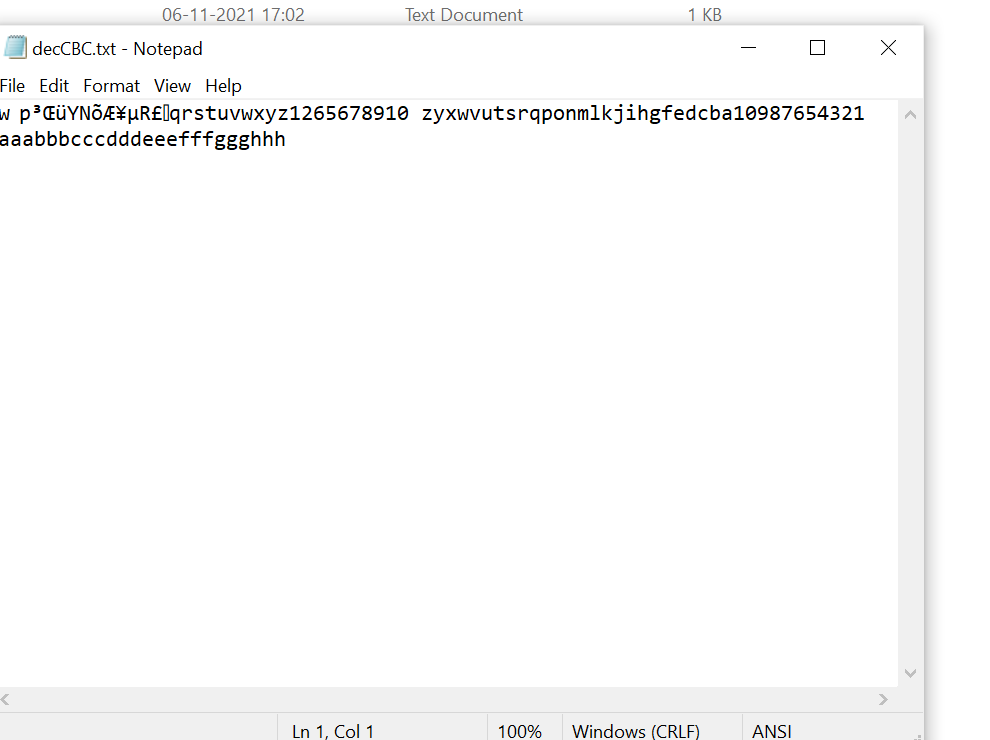 06-11-2021 17:02 Text Document 1 KB
decCBC.txt - Notepad
File Edit Format View Help
w p³ŒüYNõÆ¥µR£▯qrstuvwxyz1265678910 zyxwvutsrqponmlkjihgfedcba10987654321
aaabbbcccdddeeefffggghhh
Ln 1, Col 1 100% Windows (CRLF) ANSI